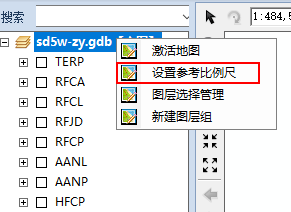 搜索
1:484,5
sd5w-zy.gdb
TERP
RFCA
RFCL
RFJD
RFCP
AANL
AANP
HFCP
激活地图
设置参考比例尺
图层选择管理
新建图层组